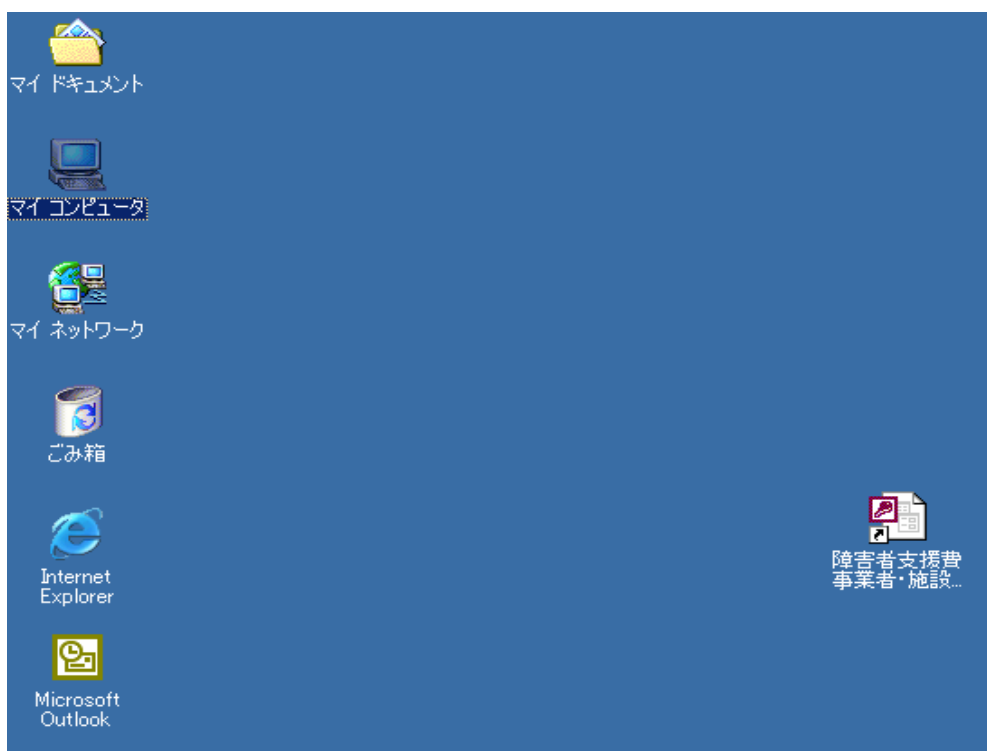 マイ ドキュメント
マイ コンピュータ
マイ ネットワーク
ごみ箱
Internet
Explorer
Microsoft
Outlook
障害者支援費
事業者・施設...